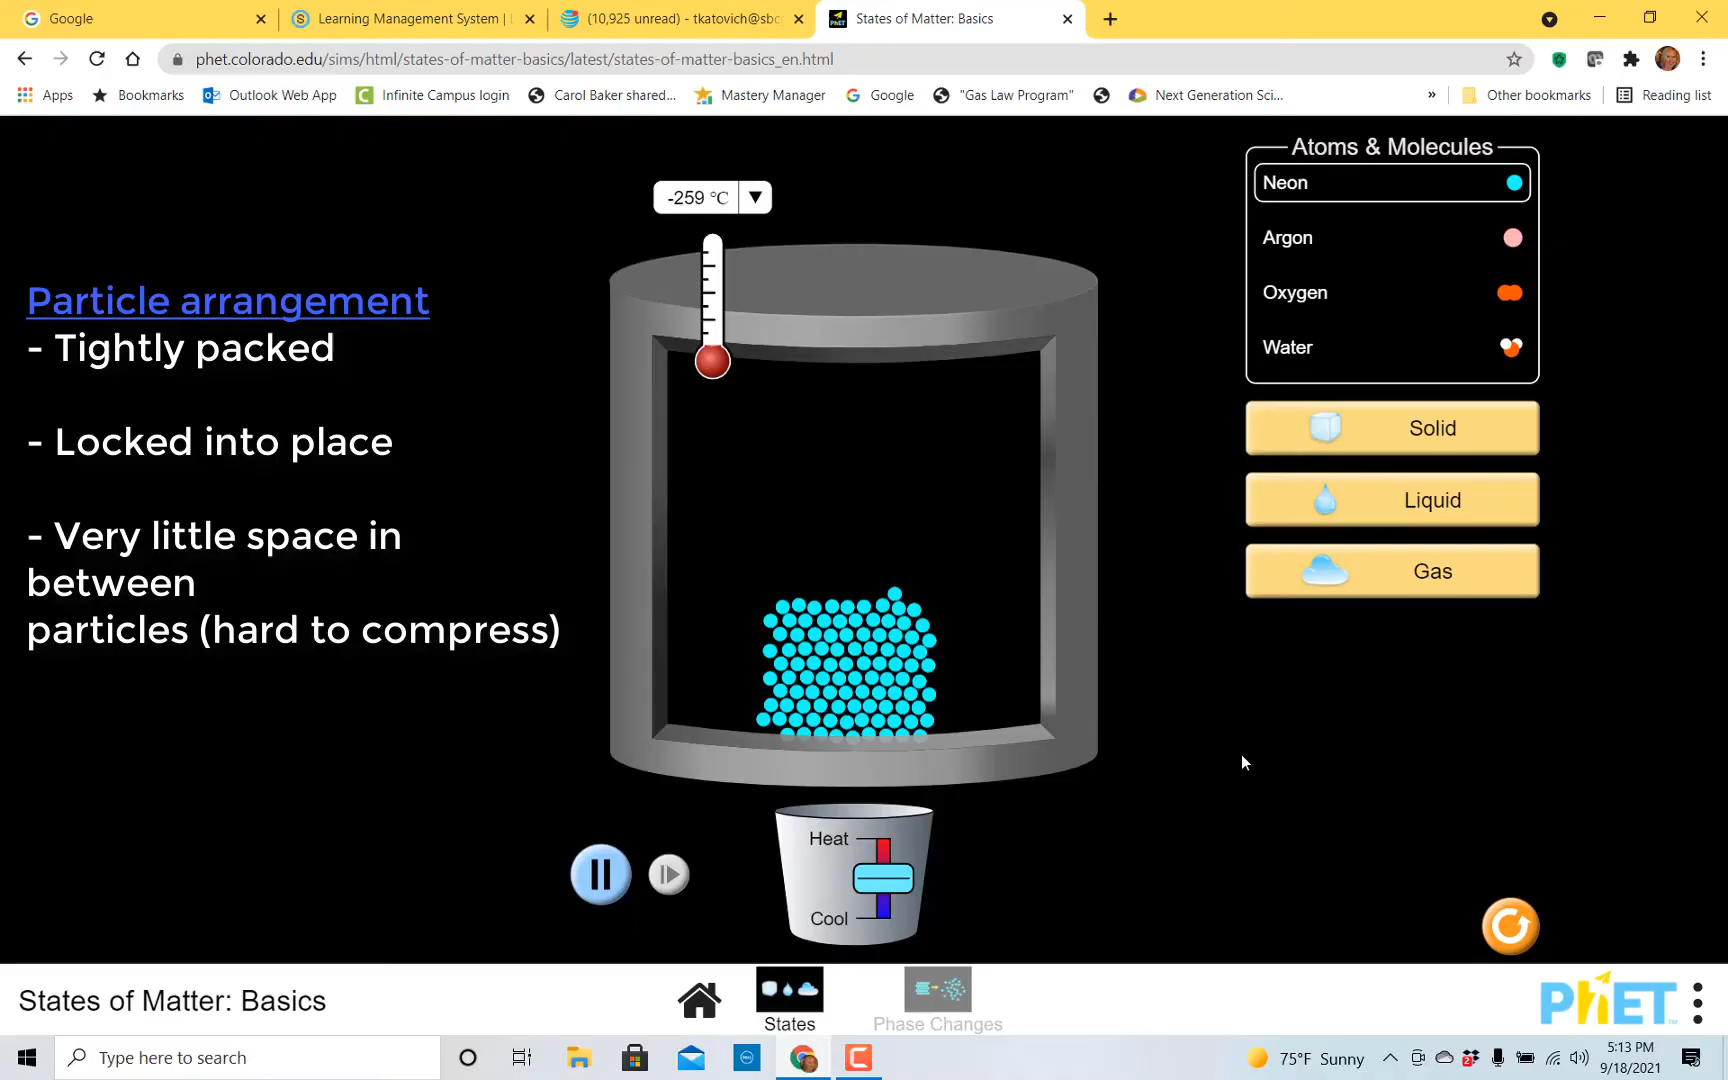 Google
Learning Management System |
(10,925 unread) - tkatovich@sbc
States of Matter: Basics
phet.colorado.edu/sims/html/states-of-matter-basics/latest/states-of-matter-basics_en.html
Apps
Bookmarks
Outlook Web App
Infinite Campus login
Carol Baker shared...
Mastery Manager
Google
"Gas Law Program"
Next Generation Sci...
»
Other bookmarks
Reading list
Atoms & Molecules
Neon
Argon
Oxygen
Water
Solid
Liquid
Gas
-259 °C
Particle arrangement
- Tightly packed
- Locked into place
- Very little space in
between
particles (hard to compress)
Heat
Cool
States of Matter: Basics
States
Phase Changes
PhET
Type here to search
75°F Sunny
5:13 PM
9/18/2021